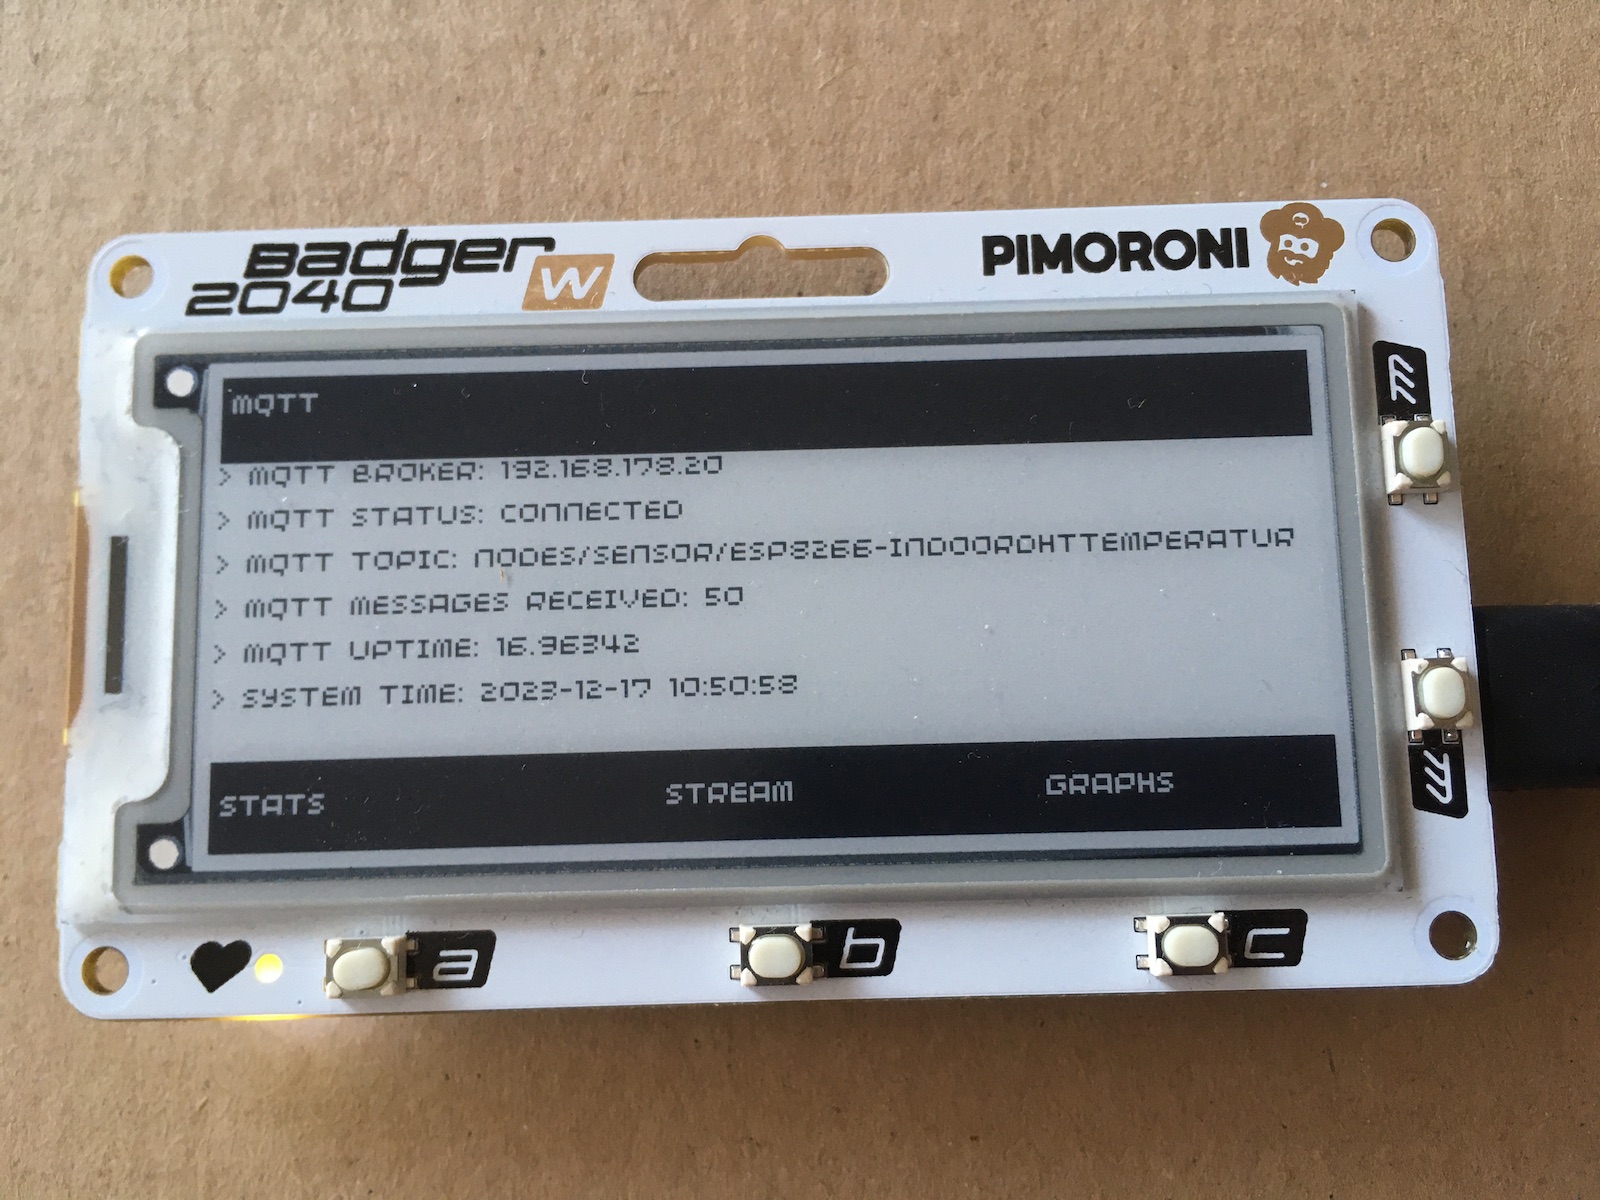 Badger
2040 W
PIMORONI
MQTT
> MQTT BROKER: 192.168.178.20
> MQTT STATUS: CONNECTED
> MQTT TOPIC: NODES/SENSOR/ESP8266-INDOORDHTTEMPERATUR
> MQTT MESSAGES RECEIVED: 50
> MQTT UPTIME: 16.96342
> SYSTEM TIME: 2023-12-17 10:50:58
STATS STREAM GRAPHS
a b c